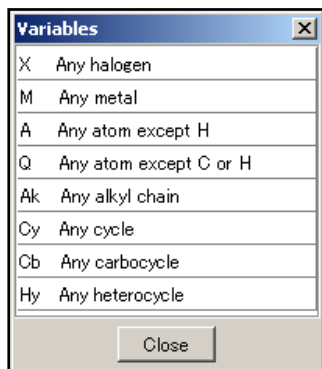 Variables
X Any halogen
M Any metal
A Any atom except H
Q Any atom except C or H
Ak Any alkyl chain
Cy Any cycle
Cb Any carbocycle
Hy Any heterocycle
Close